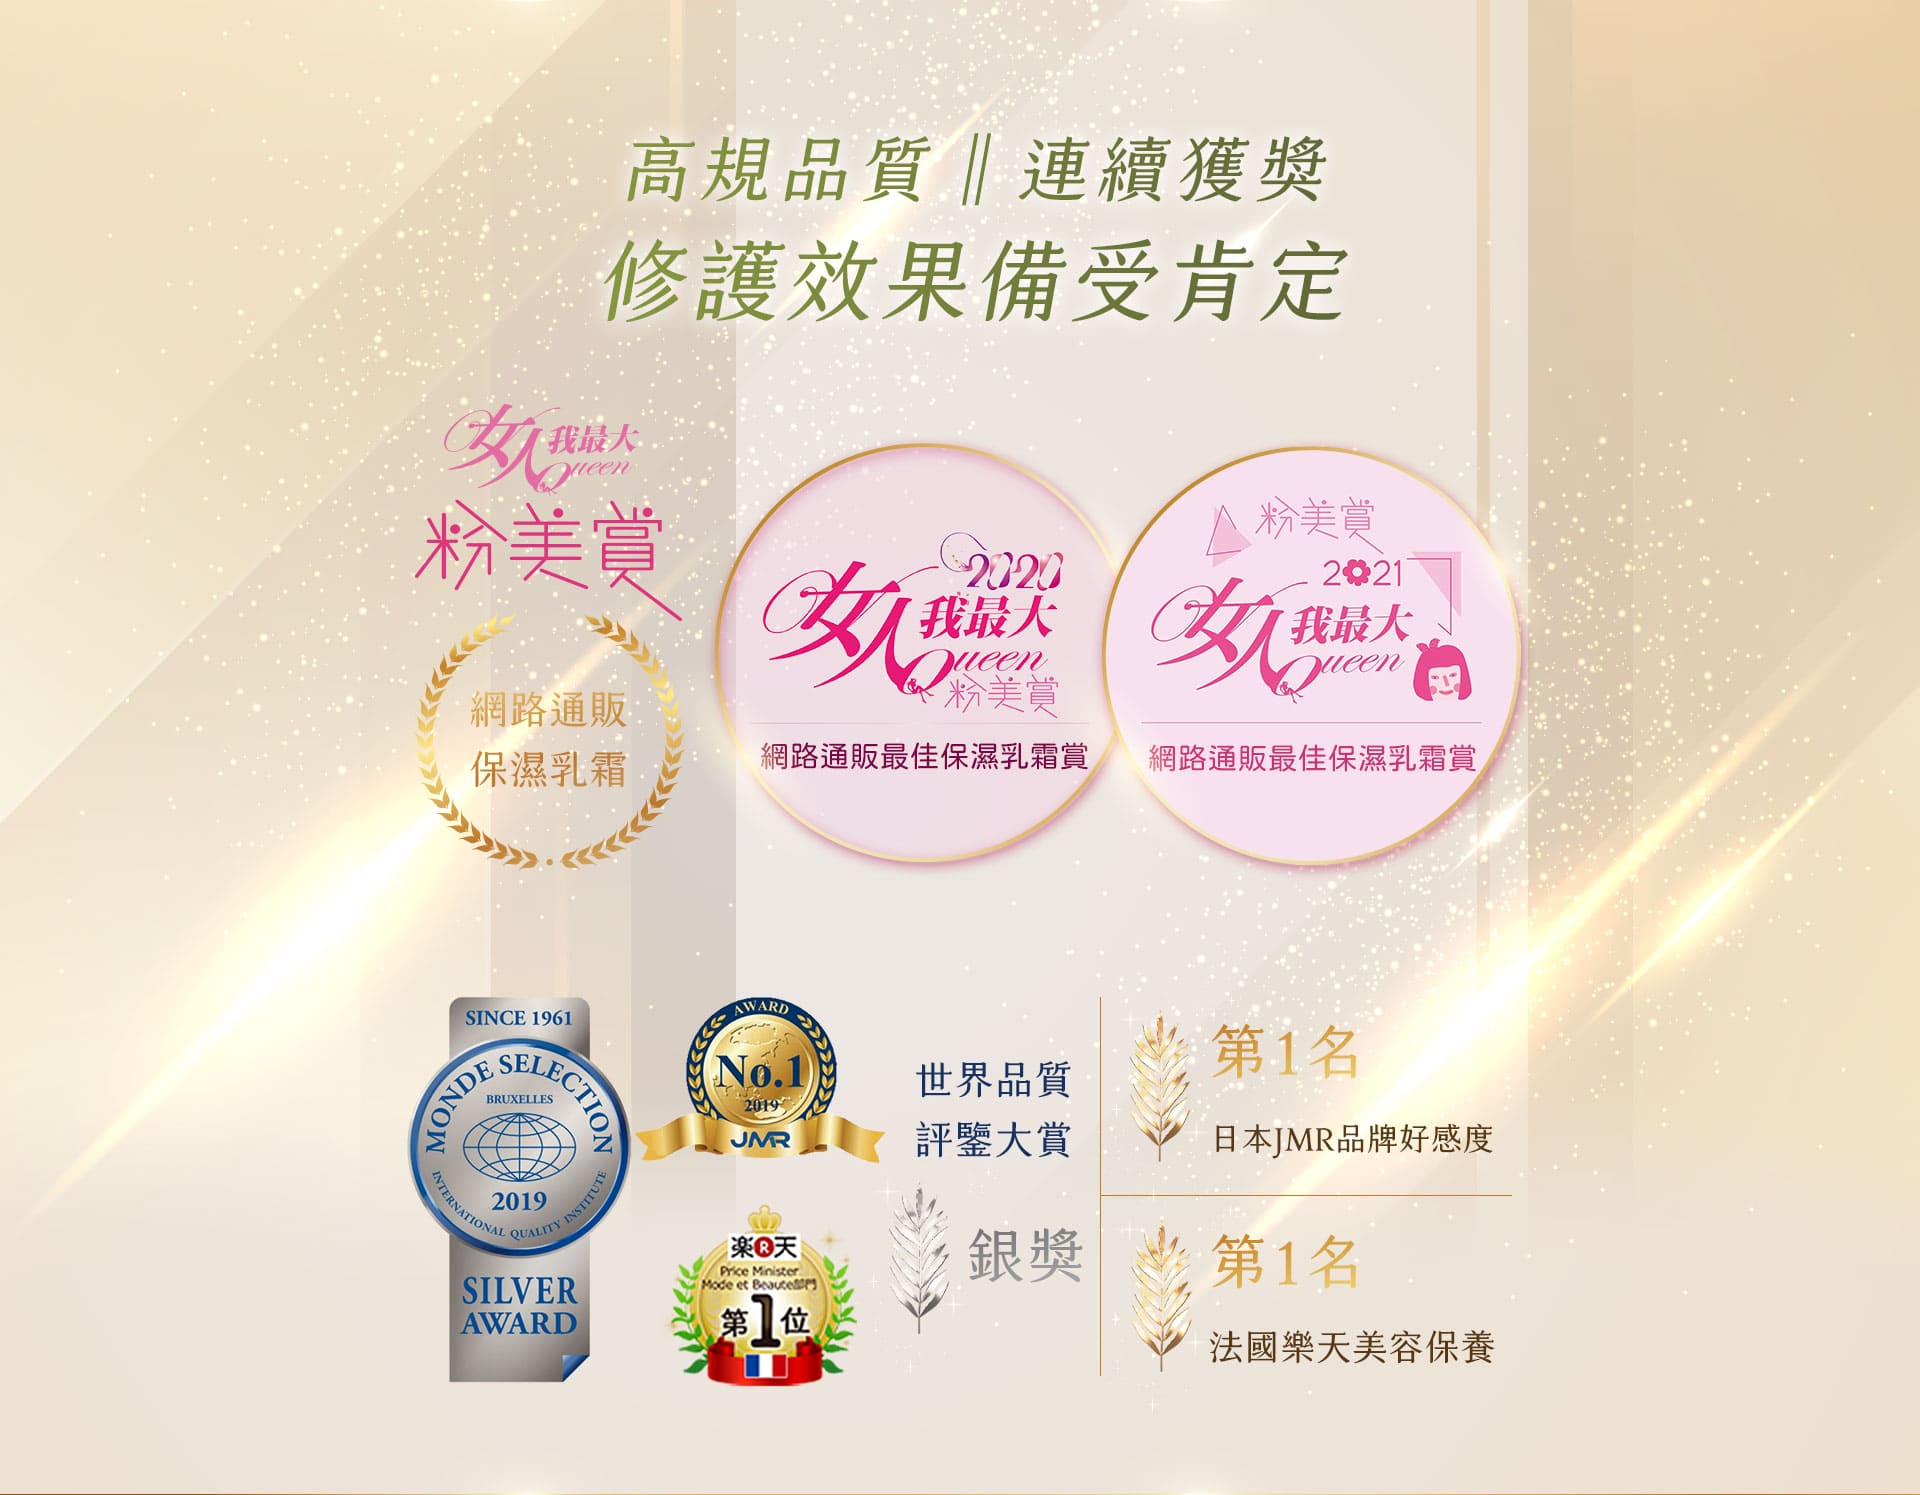 高規品質 || 連續獲獎
修護效果備受肯定
女人我最大
Queen
粉美賞
網路通販
保濕乳霜
2020
女人我最大
Queen
粉美賞
網路通販最佳保濕乳霜賞
粉美賞
2021
女人我最大
Queen
網路通販最佳保濕乳霜賞
SINCE 1961
MONDE SELECTION
BRUXELLES
2019
INTERNATIONAL QUALITY INSTITUTE
SILVER
AWARD
AWARD
No.1
2019
JMR
楽R天
Price Minister
Mode et Beaute部門
第1位
世界品質
評鑒大賞
銀獎
第1名
日本JMR品牌好感度
第1名
法國樂天美容保養